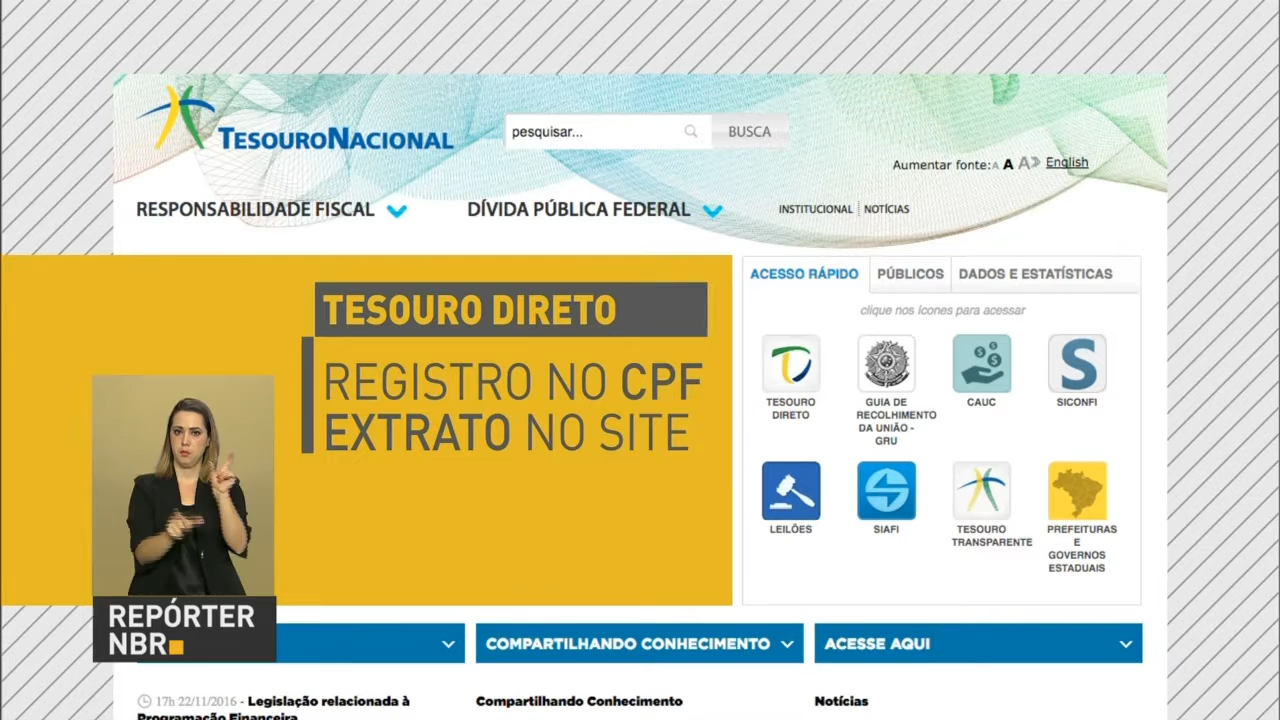 TESOURONACIONAL
pesquisar...
BUSCA
Aumentar fonte: A A A
English
RESPONSABILIDADE FISCAL
DÍVIDA PÚBLICA FEDERAL
INSTITUCIONAL
NOTÍCIAS
TESOURO DIRETO
REGISTRO NO CPF
EXTRATO NO SITE
ACESSO RÁPIDO
PÚBLICOS
DADOS E ESTATÍSTICAS
clique nos ícones para acessar
TESOURO
DIRETO
GUIA DE
RECOLHIMENTO
DA UNIÃO -
GRU
CAUC
S
SICONFI
LEILÕES
SIAFI
TESOURO
TRANSPARENTE
PREFEITURAS
E
GOVERNOS
ESTADUAIS
REPÓRTER
NBR
COMPARTILHANDO CONHECIMENTO
ACESSE AQUI
17h 22/11/2016 - Legislação relacionada à
Programação Financeira
Compartilhando Conhecimento
Notícias